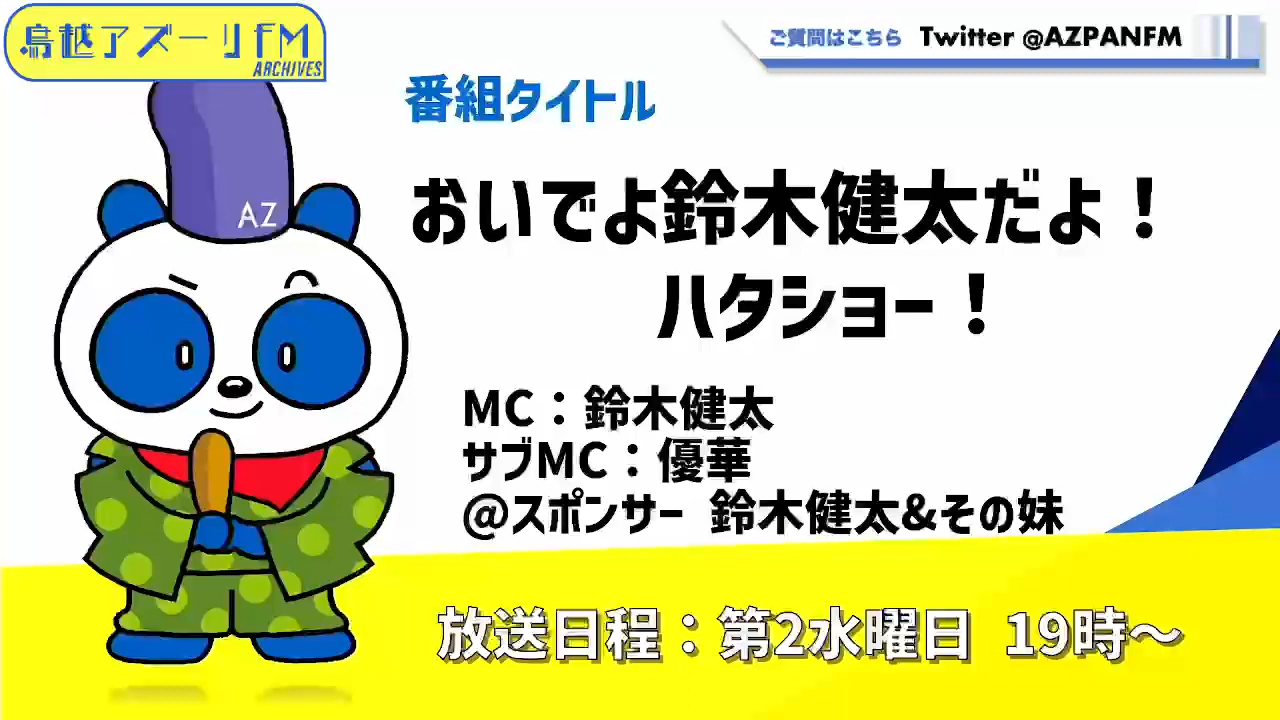 鳥越アズーリFM
ARCHIVES
ご質問はこちら Twitter @AZPANFM
番組タイトル
AZ
おいでよ鈴木健太だよ！
ハタショー！
MC：鈴木健太
サブMC：優華
@スポンサー 鈴木健太&その妹
放送日程：第2水曜日 19時〜